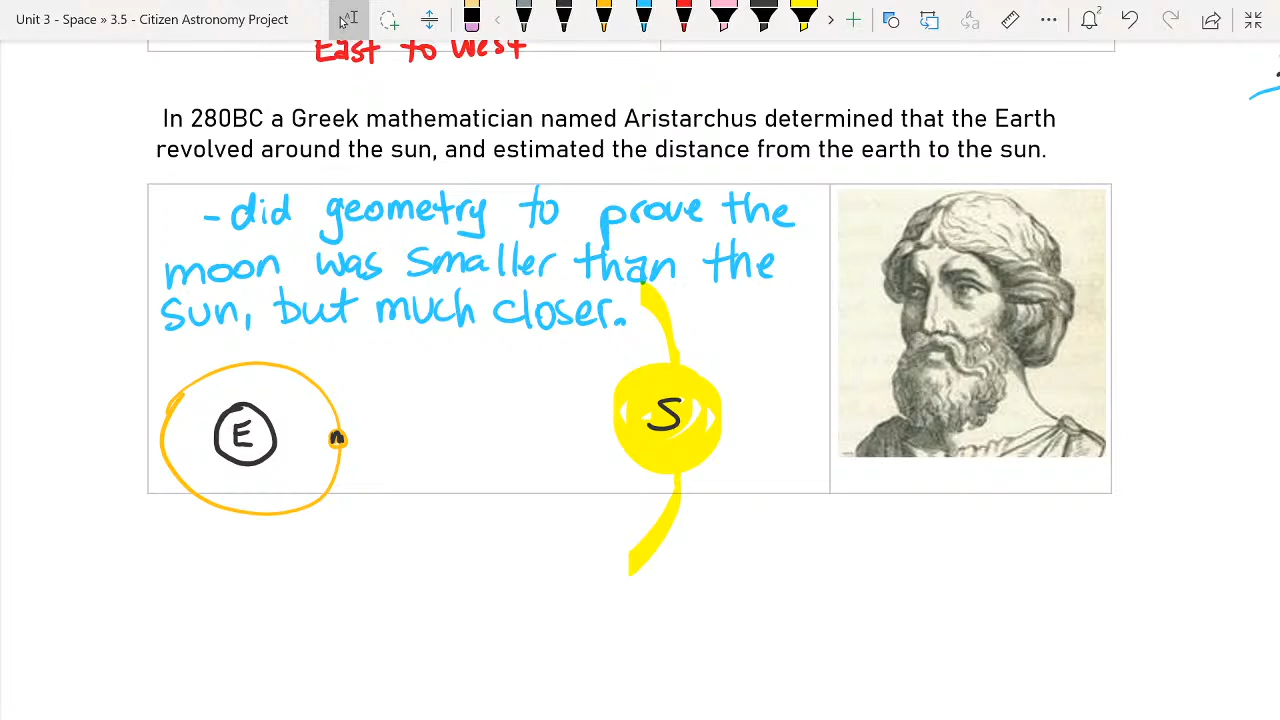 Unit 3 - Space » 3.5 - Citizen Astronomy Project
2
East to West
In 280BC a Greek mathematician named Aristarchus determined that the Earth
revolved around the sun, and estimated the distance from the earth to the sun.
- did geometry to prove the
moon was smaller than the
sun, but much closer.
E
m
S